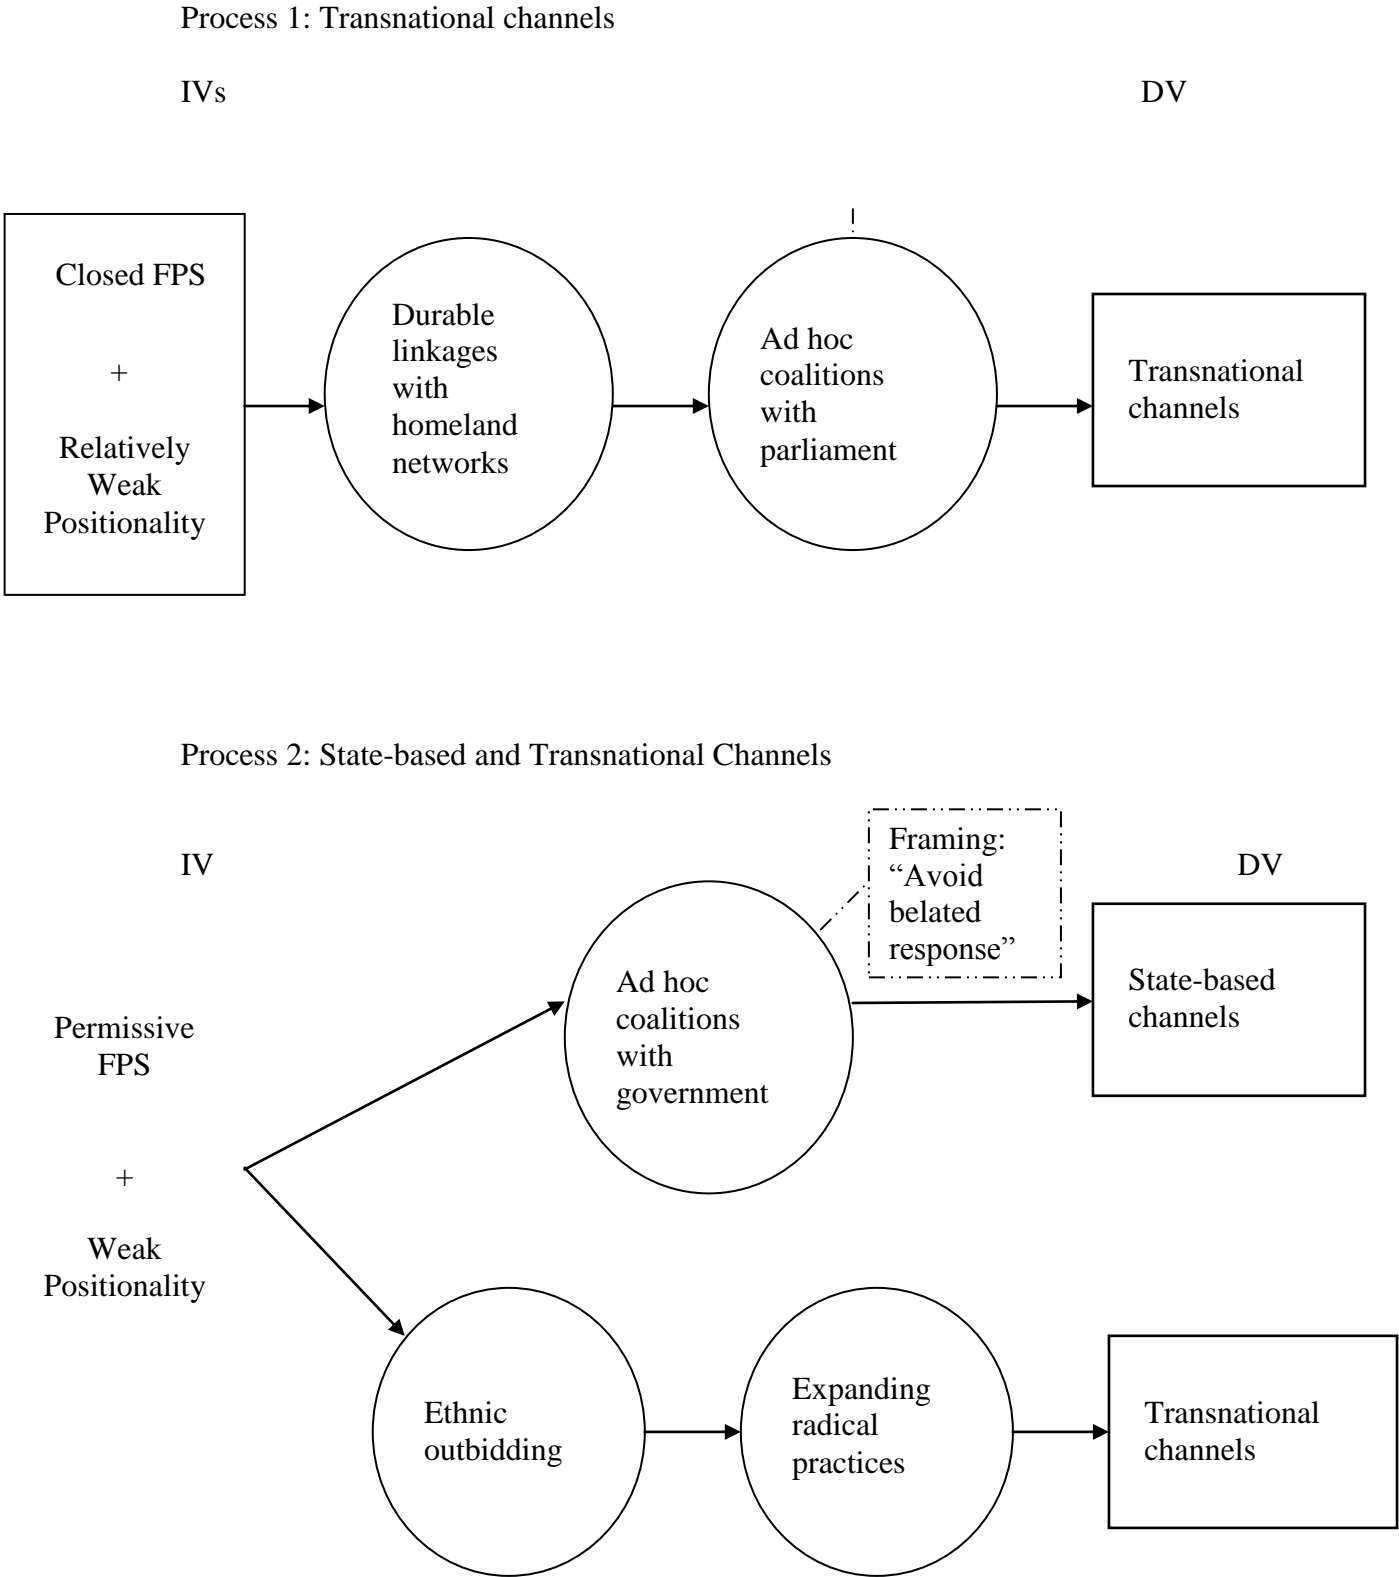 Process 1: Transnational channels
IVs
DV
Closed FPS
+
Relatively
Weak
Positionality
Durable
linkages
with
homeland
networks
Ad hoc
coalitions
with
parliament
Transnational
channels
Process 2: State-based and Transnational Channels
IV
DV
Permissive
FPS
+
Weak
Positionality
Ad hoc
coalitions
with
government
Framing:
“Avoid
belated
response”
State-based
channels
Ethnic
outbidding
Expanding
radical
practices
Transnational
channels